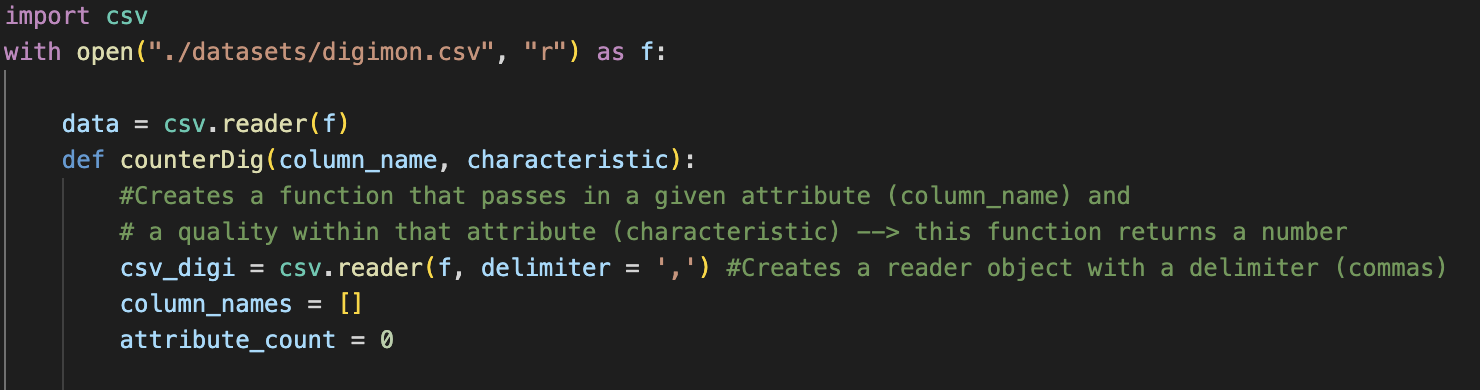 import csv
with open("./datasets/digimon.csv", "r") as f:
data = csv.reader(f)
def counterDig(column_name, characteristic):
#Creates a function that passes in a given attribute (column_name) and
# a quality within that attribute (characteristic) --> this function returns a number
csv_digi = csv.reader(f, delimiter = ',') #Creates a reader object with a delimiter (commas)
column_names = []
attribute_count = 0